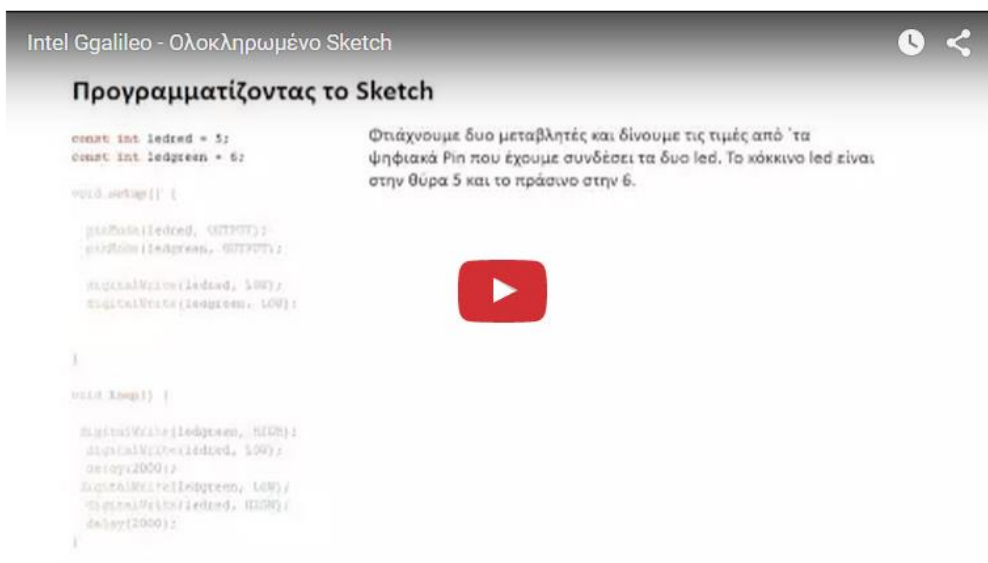 Intel Ggalileo - Ολοκληρωμένο Sketch
Προγραμματίζοντας το Sketch
const int ledred = 5;
const int ledgreen = 6;
Φτιάχνουμε δυο μεταβλητές και δίνουμε τις τιμές από ΄τα
ψηφιακά Pin που έχουμε συνδέσει τα δυο led. Το κόκκινο led είναι
στην θύρα 5 και το πράσινο στην 6.
void setup() {
pinMode(ledred, OUTPUT);
pinMode(ledgreen, OUTPUT);
digitalWrite(ledred, LOW);
digitalWrite(ledgreen, LOW);
}
void loop() {
digitalWrite(ledgreen, HIGH);
digitalWrite(ledred, LOW);
delay(2000);
digitalWrite(ledgreen, LOW);
digitalWrite(ledred, HIGH);
delay(2000);
}